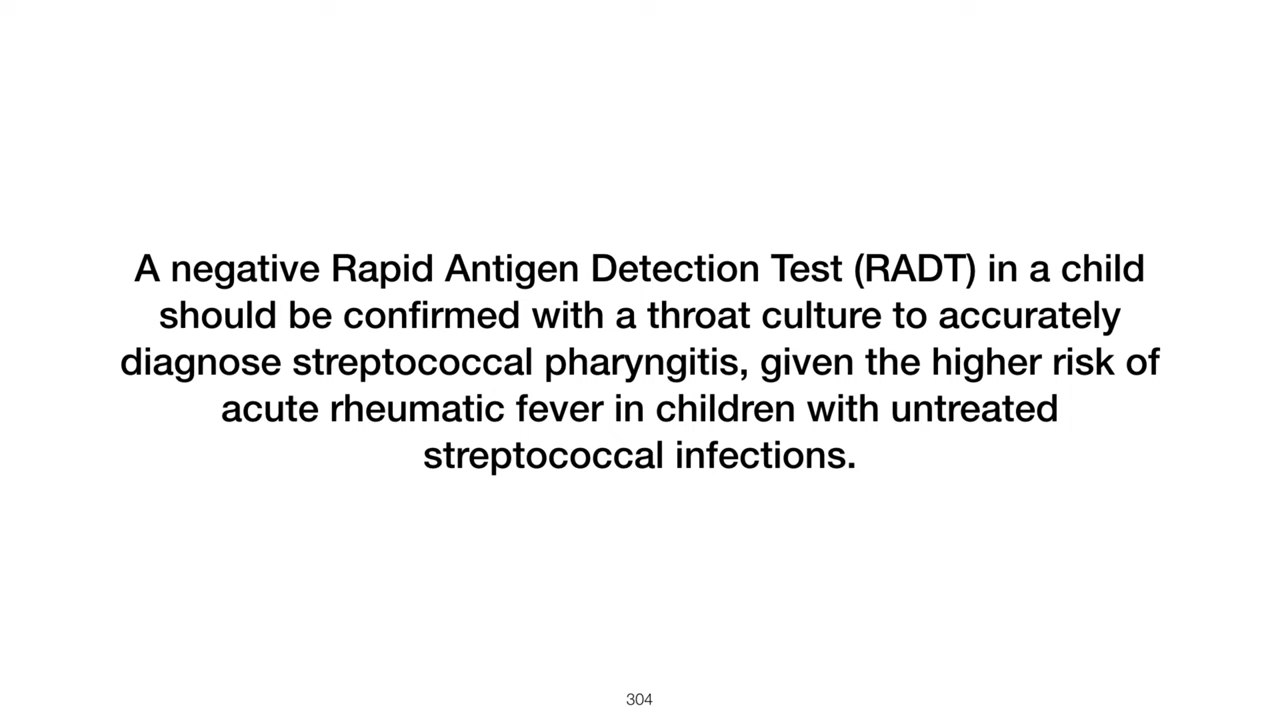 A negative Rapid Antigen Detection Test (RADT) in a child
should be confirmed with a throat culture to accurately
diagnose streptococcal pharyngitis, given the higher risk of
acute rheumatic fever in children with untreated
streptococcal infections.
304